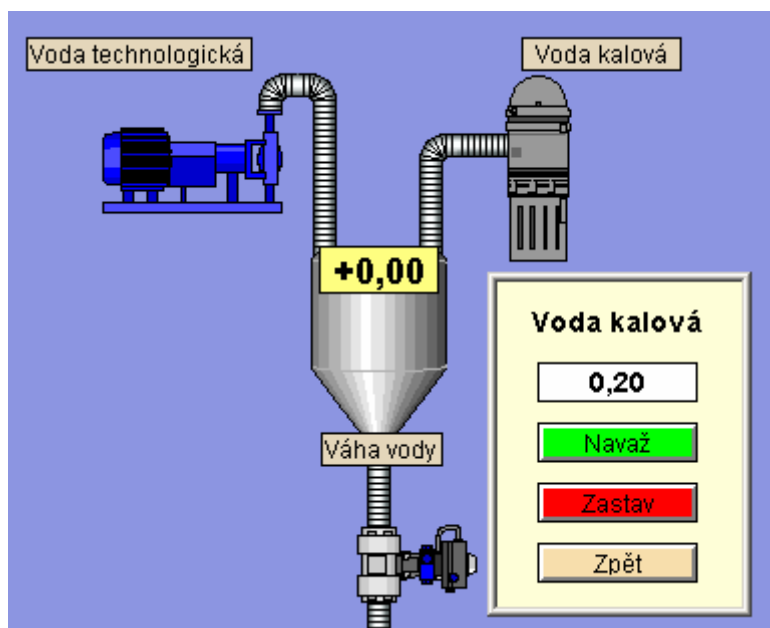 Voda technologická
Voda kalová
+0,00
Voda kalová
0,20
Navaž
Váha vody
Zastav
Zpět